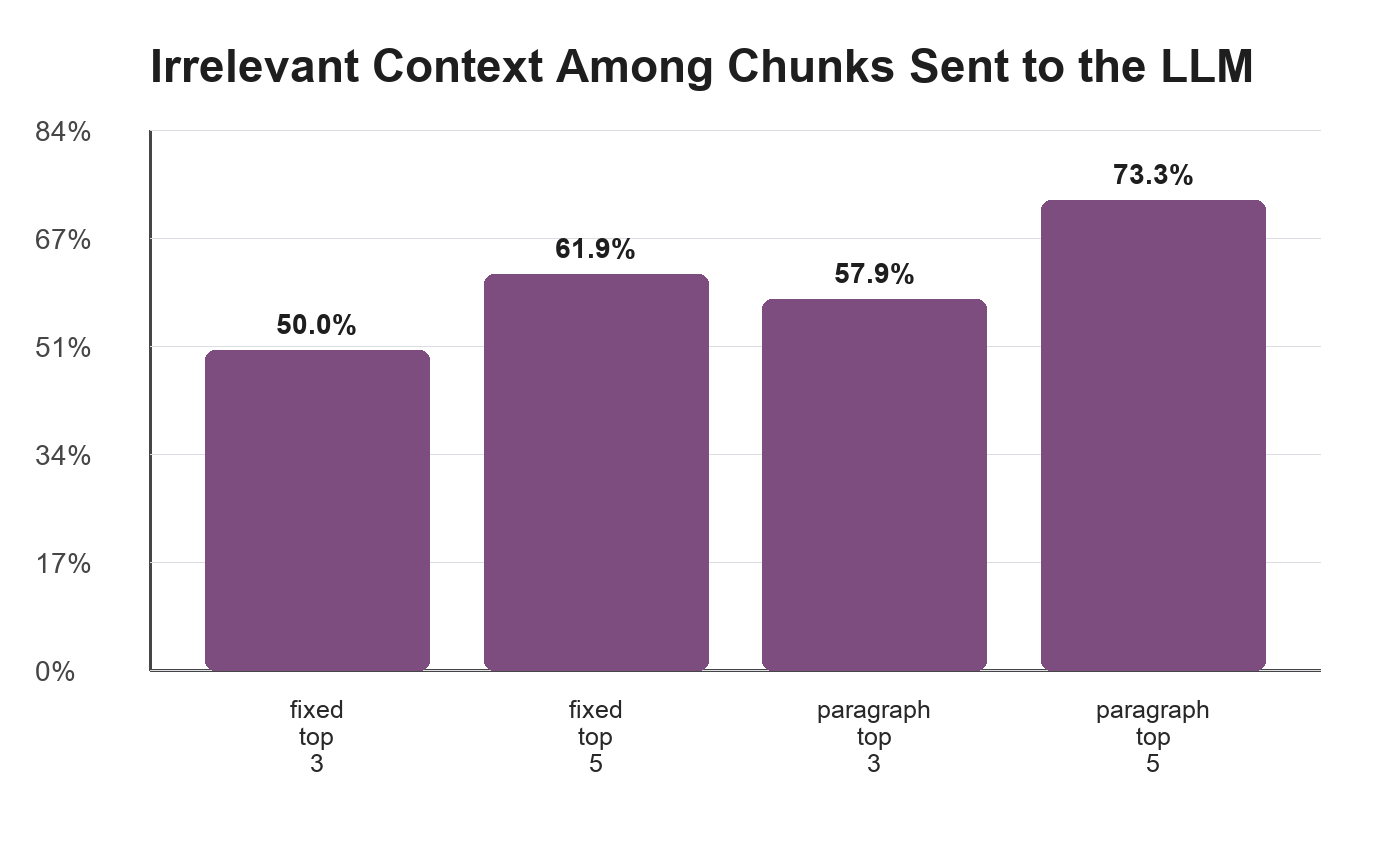 Irrelevant Context Among Chunks Sent to the LLM
84%
67%
51%
34%
17%
0%
50.0%
61.9%
57.9%
73.3%
fixed
top
3
fixed
top
5
paragraph
top
3
paragraph
top
5